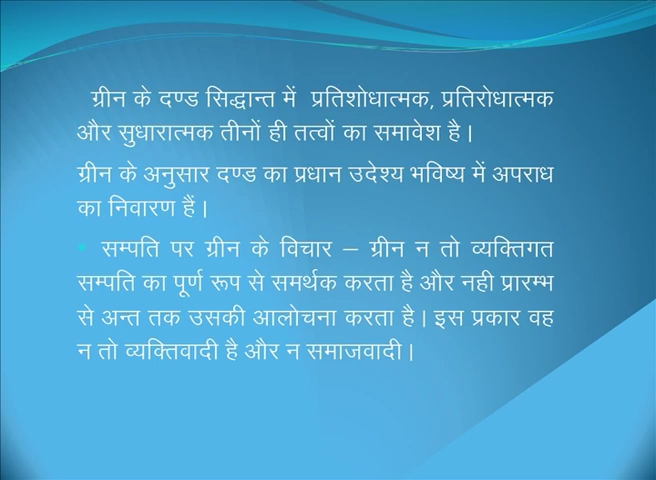 ग्रीन के दण्ड सिद्धान्त में प्रतिशोधात्मक, प्रतिरोधात्मक
और सुधारात्मक तीनों ही तत्वों का समावेश है।
ग्रीन के अनुसार दण्ड का प्रधान उदेश्य भविष्य में अपराध
का निवारण हैं।
• सम्पति पर ग्रीन के विचार – ग्रीन न तो व्यक्तिगत
सम्पति का पूर्ण रूप से समर्थक करता है और नही प्रारम्भ
से अन्त तक उसकी आलोचना करता है। इस प्रकार वह
न तो व्यक्तिवादी है और न समाजवादी।